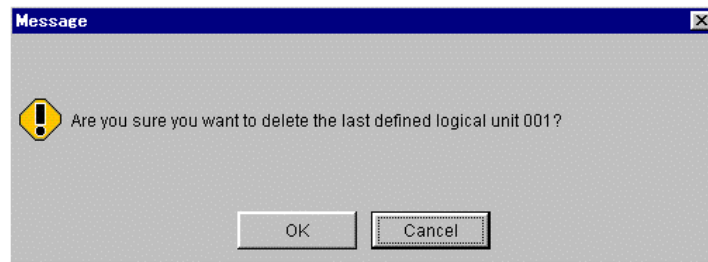 Message
Are you sure you want to delete the last defined logical unit 001?
OK Cancel